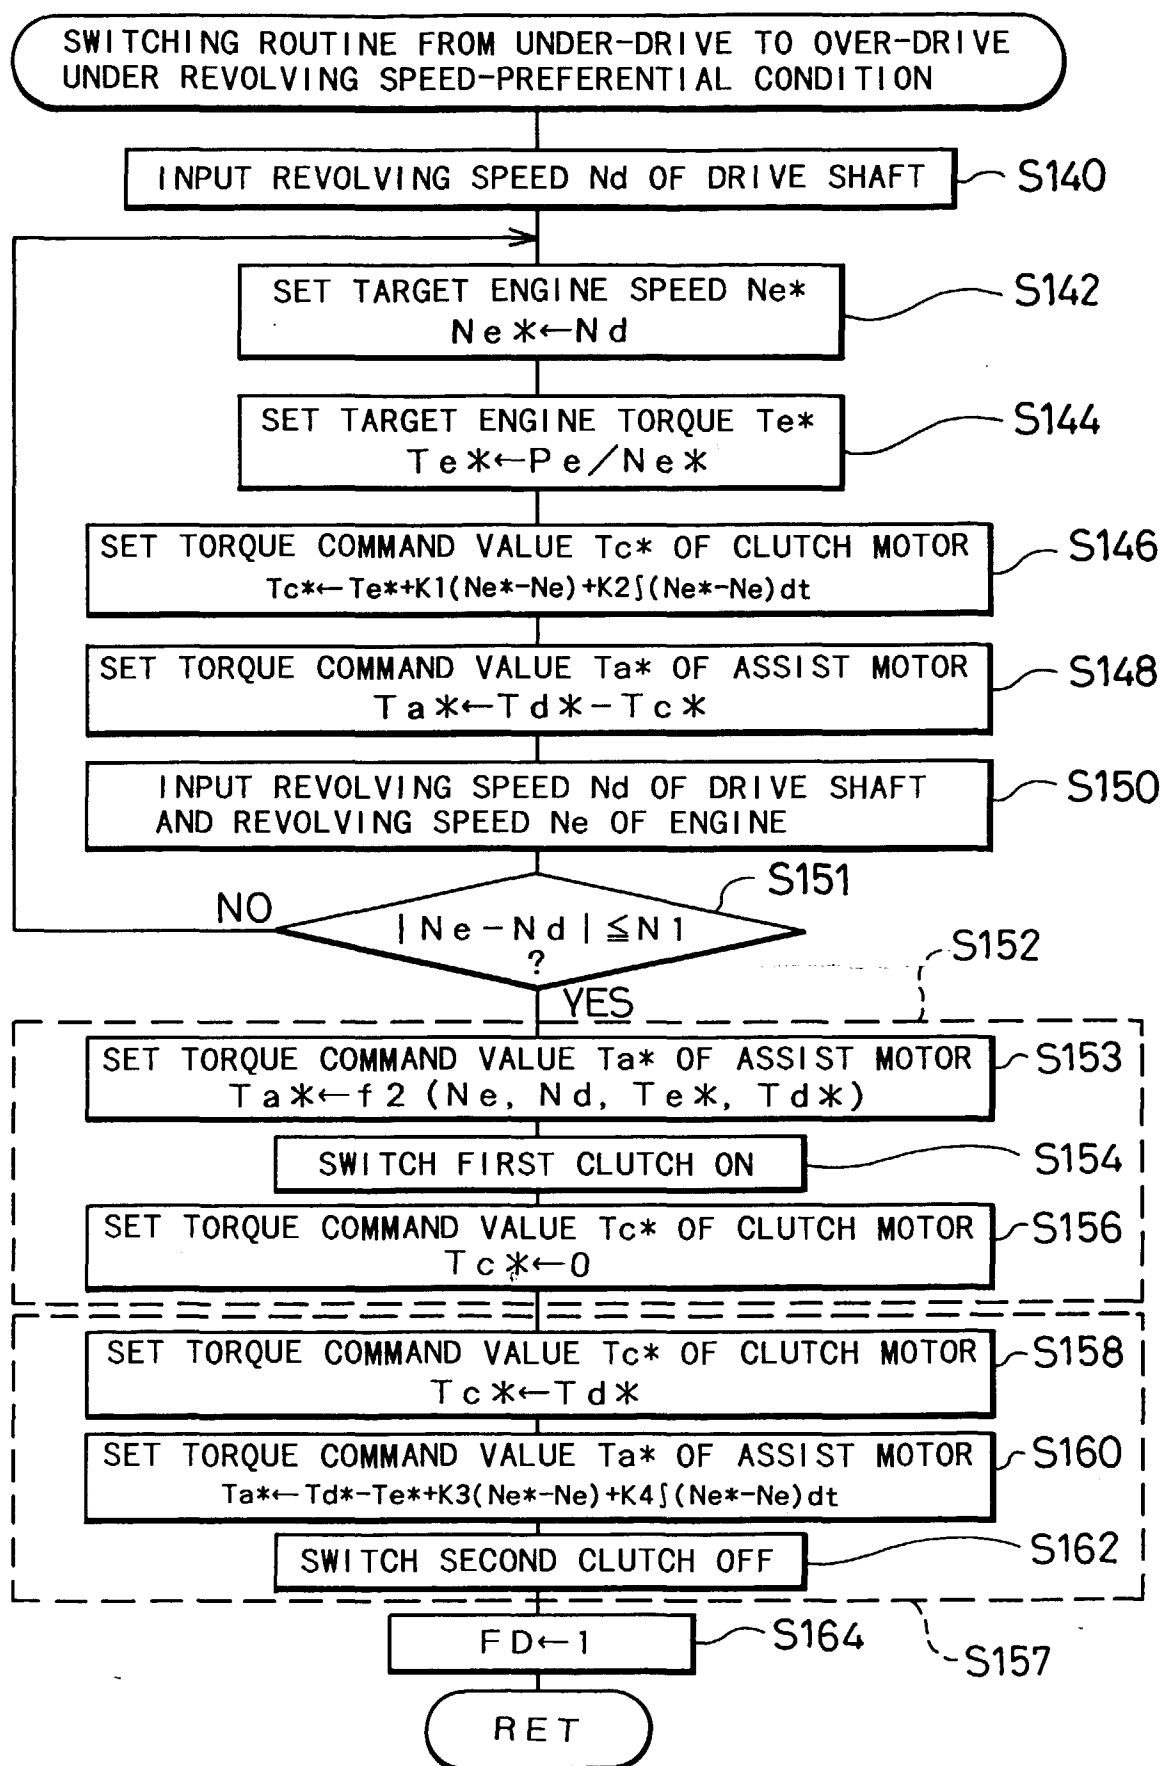 SWITCHING ROUTINE FROM UNDER-DRIVE TO OVER-DRIVE
UNDER REVOLVING SPEED-PREFERENTIAL CONDITION
INPUT REVOLVING SPEED Nd OF DRIVE SHAFT
S140
SET TARGET ENGINE SPEED Ne*
Ne*←Nd
S142
SET TARGET ENGINE TORQUE Te*
Te*←Pe/Ne*
S144
SET TORQUE COMMAND VALUE Tc* OF CLUTCH MOTOR
Tc*←Te*+K1(Ne*-Ne)+K2∫(Ne*-Ne)dt
S146
SET TORQUE COMMAND VALUE Ta* OF ASSIST MOTOR
Ta*←Td*-Tc*
S148
INPUT REVOLVING SPEED Nd OF DRIVE SHAFT
AND REVOLVING SPEED Ne OF ENGINE
S150
S151
NO
|Ne-Nd|≦N1
?
YES
S152
SET TORQUE COMMAND VALUE Ta* OF ASSIST MOTOR
Ta*←f2(Ne, Nd, Te*, Td*)
S153
SWITCH FIRST CLUTCH ON
S154
SET TORQUE COMMAND VALUE Tc* OF CLUTCH MOTOR
Tc*←0
S156
SET TORQUE COMMAND VALUE Tc* OF CLUTCH MOTOR
Tc*←Td*
S158
SET TORQUE COMMAND VALUE Ta* OF ASSIST MOTOR
Ta*←Td*-Te*+K3(Ne*-Ne)+K4∫(Ne*-Ne)dt
S160
SWITCH SECOND CLUTCH OFF
S162
FD←1
S164
S157
RET